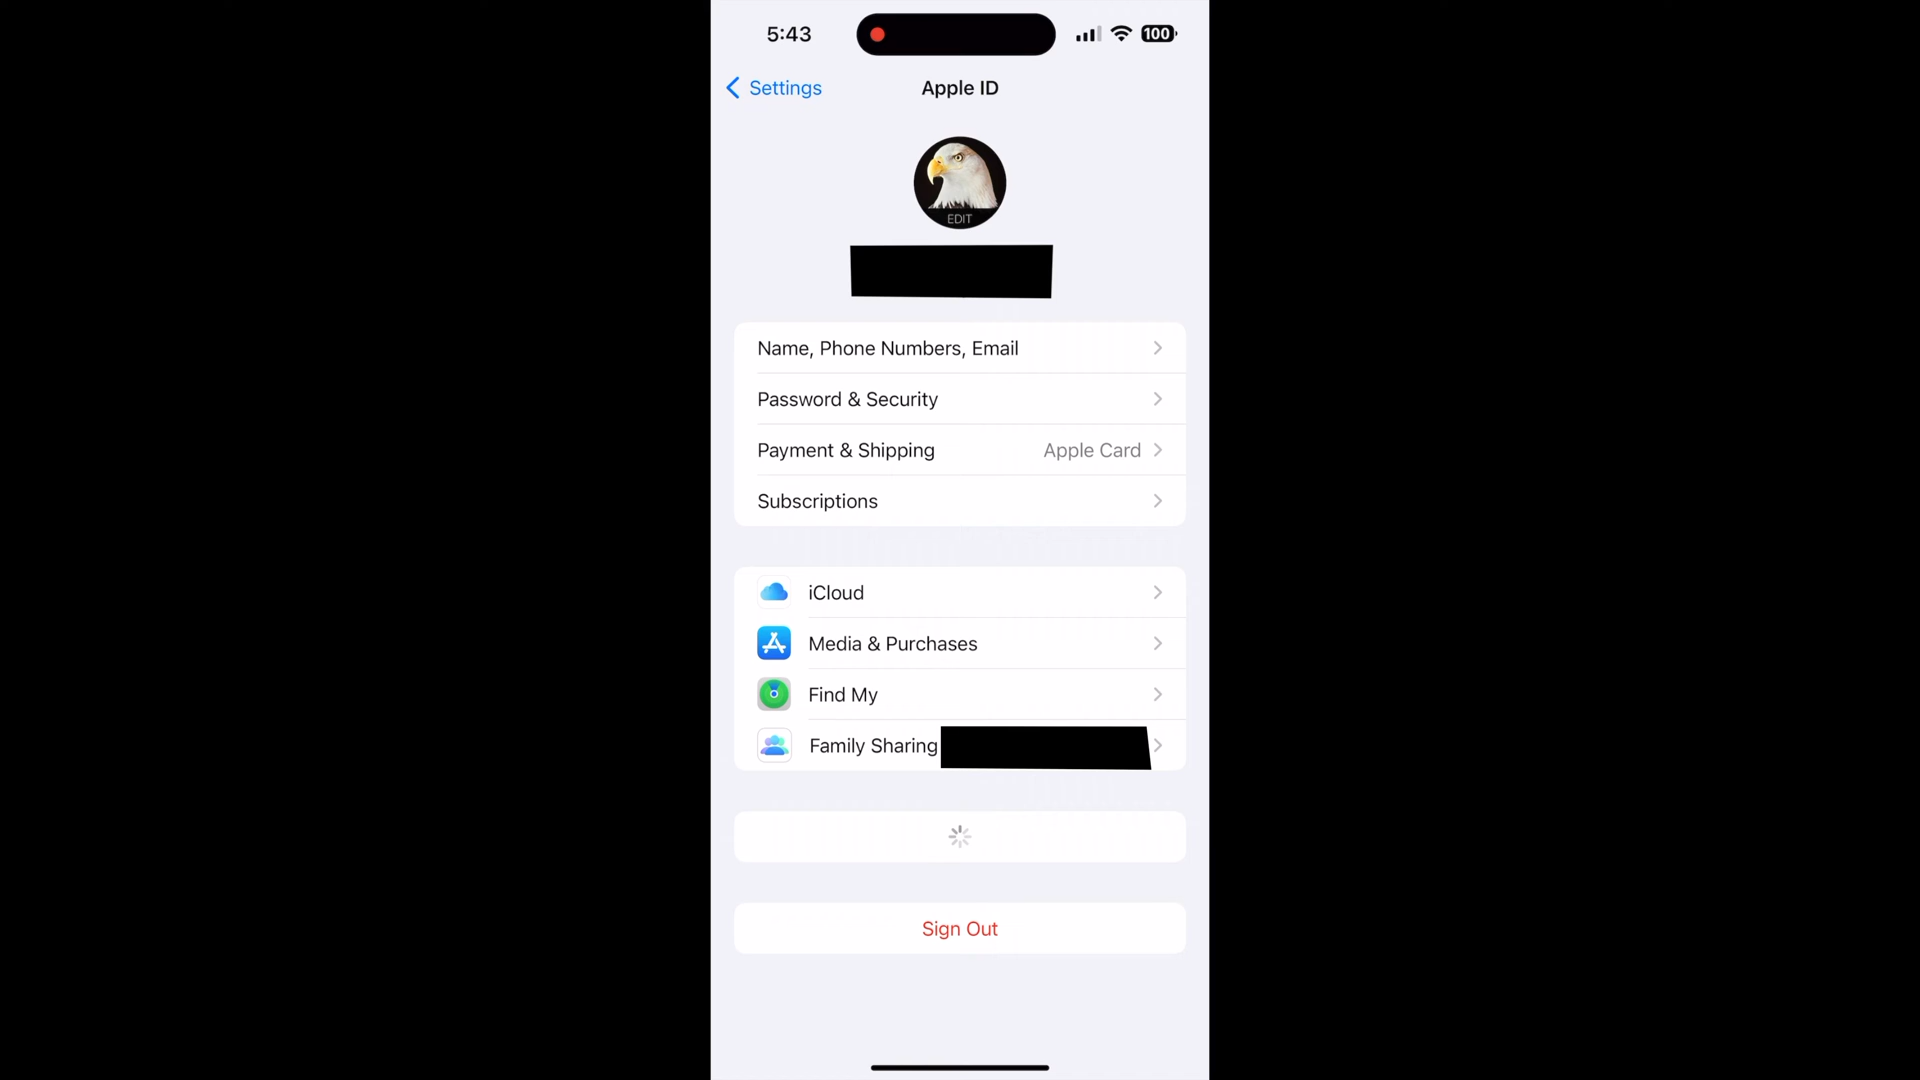 5:43
100
Settings
Apple ID
EDIT
Name, Phone Numbers, Email
Password & Security
Payment & Shipping Apple Card
Subscriptions
iCloud
Media & Purchases
Find My
Family Sharing
Sign Out